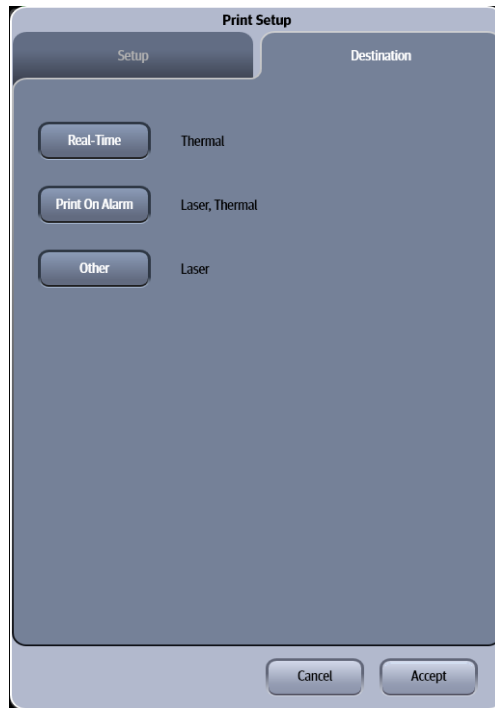 Print Setup
Setup Destination
Real-Time Thermal
Print On Alarm Laser, Thermal
Other Laser
Cancel Accept